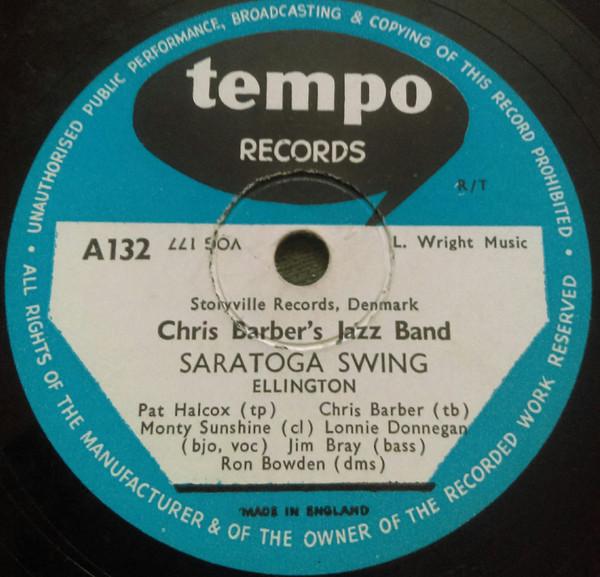 UNAUTHORISED PUBLIC PERFORMANCE, BROADCASTING & COPYING OF THIS RECORD PROHIBITED
tempo
RECORDS
R/T
A132 VOS 177 L. Wright Music
Storyville Records, Denmark
Chris Barber's Jazz Band
SARATOGA SWING
ELLINGTON
Pat Halcox (tp) Chris Barber (tb)
Monty Sunshine (cl) Lonnie Donnegan
(bjo, voc) Jim Bray (bass)
Ron Bowden (dms)
MADE IN ENGLAND
• ALL RIGHTS OF THE MANUFACTURER & OF THE OWNER OF THE RECORDED WORK RESERVED •